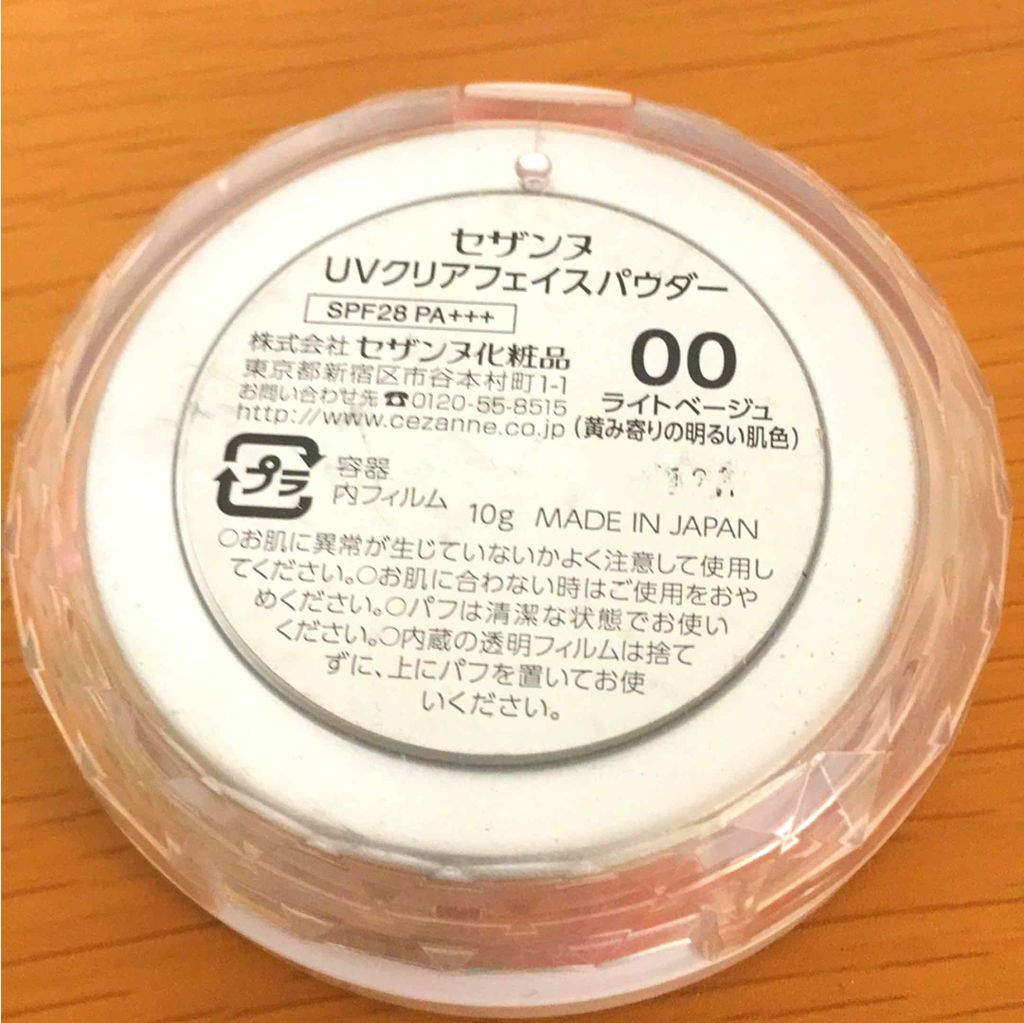 セザンヌ
UVクリアフェイスパウダー
SPF28 PA+++
株式会社 セザンヌ化粧品
東京都新宿区市谷本村町1-1
お問い合わせ先☎0120-55-8515
http://www.cezanne.co.jp
00
ライトベージュ
(黄み寄りの明るい肌色)
プラ
容器
内フィルム
10g MADE IN JAPAN
○お肌に異常が生じていないかよく注意して使用し
てください。○お肌に合わない時はご使用をおや
めください。○パフは清潔な状態でお使い
ください。○内蔵の透明フィルムは捨て
ずに、上にパフを置いてお使
いください。